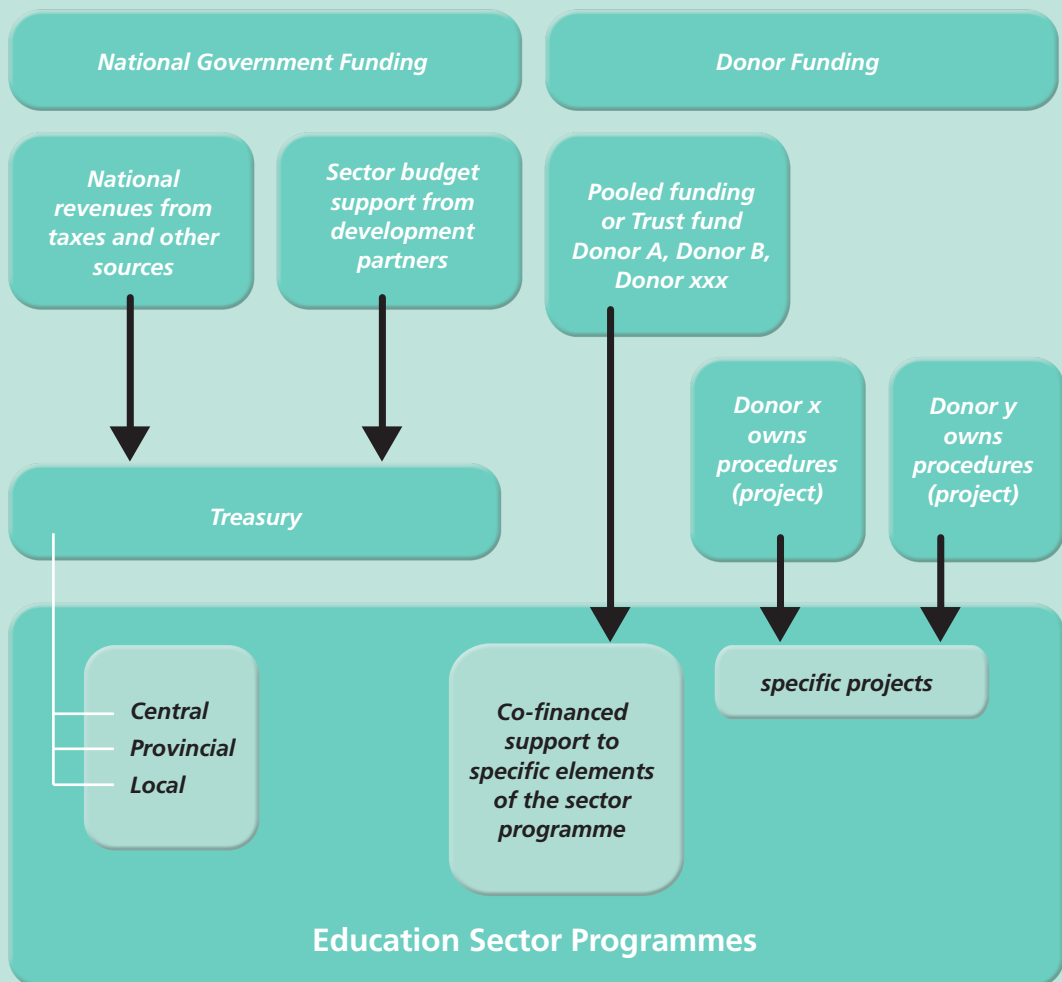 National Government Funding
Donor Funding
National
revenues from
taxes and other
sources
Sector budget
support from
development
partners
Pooled funding
or Trust fund
Donor A, Donor B,
Donor xxx
Donor x
owns
procedures
(project)
Donor y
owns
procedures
(project)
Treasury
Central
Provincial
Local
Co-financed
support to
specific elements
of the sector
programme
specific projects
Education Sector Programmes